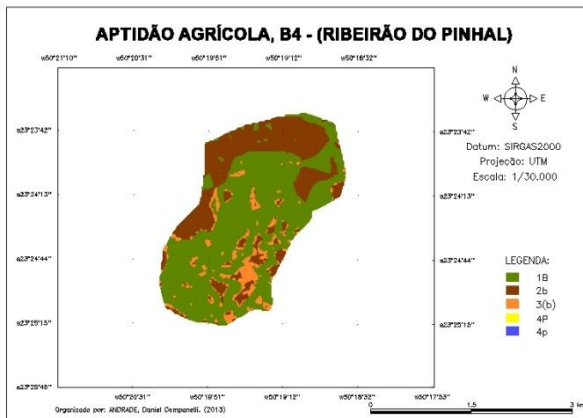 APTIDÃO AGRÍCOLA, B4 - (RIBEIRÃO DO PINHAL)
w50°21'10" w50°20'31" w50°19'51" w50°19'12" w50°18'32"
N
W E
S
s23°23'42" s23°23'42"
Datum: SIRGAS2000
Projeção: UTM
Escala: 1/30.000
s23°24'13" s23°24'13"
s23°24'44" s23°24'44"
LEGENDA:
1B
2b
3(b)
4P
4p
s23°25'15" s23°25'15"
s23°25'46"
w50°20'31" w50°19'51" w50°19'12" w50°18'32" w50°17'53"
Organizado por: ANDRADE, Daniel Campanelli. (2013)
0 1,5 3 km